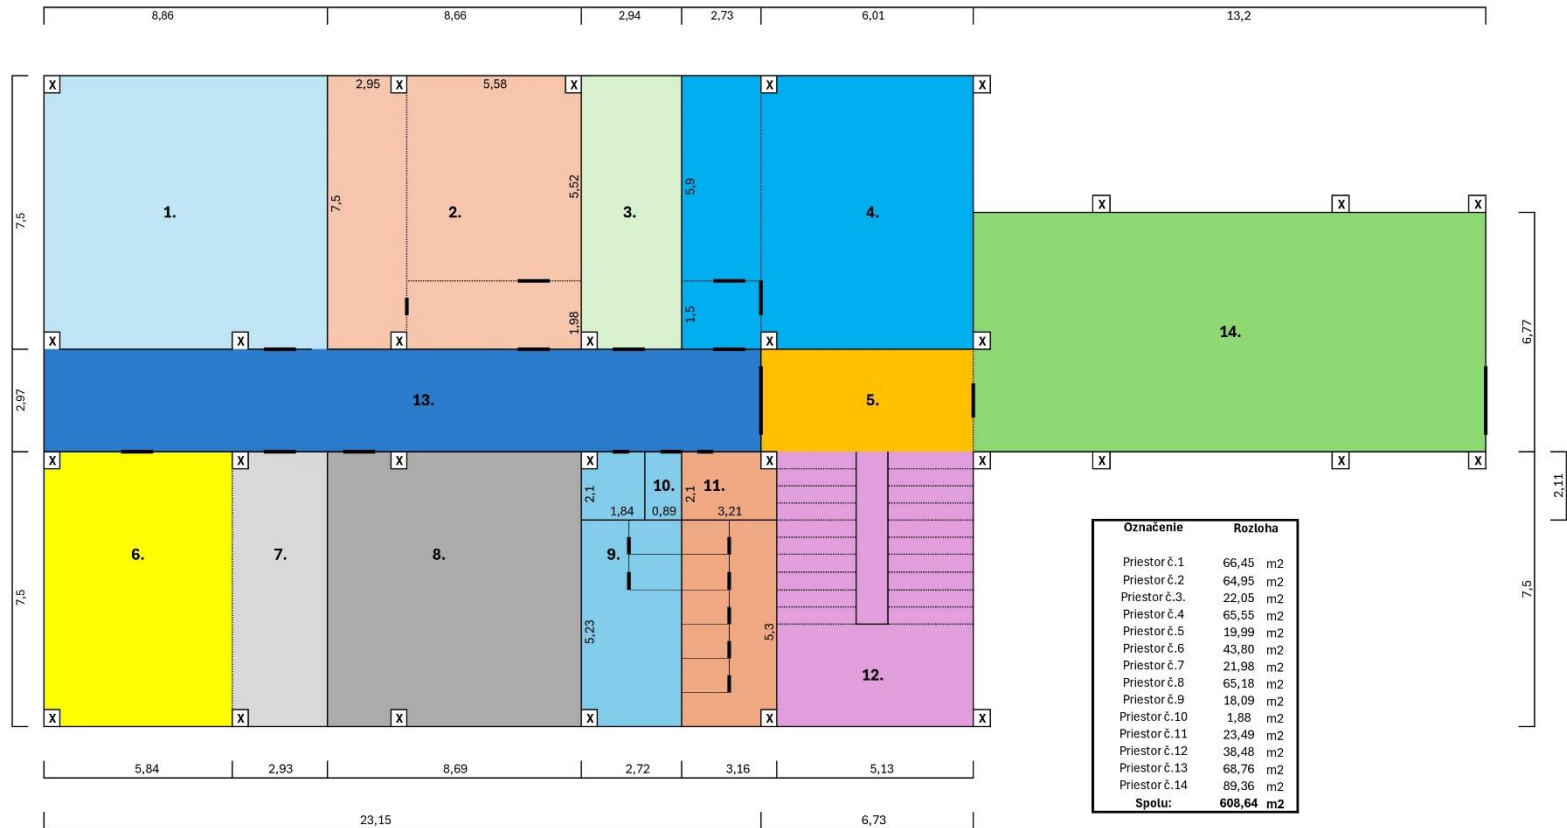 8,86 8,66 2,94 2,73 6,01 13,2
X 2,95 X 5,58 X X X
7,5 1. 7,5 2. 5,52 3. 5,9 4.
X X X
14.
1,98 1,5
6,77
X X X X X X
2,97 13. 5.
X X X X X X X X X
2,1 10. 2,1 11.
1,84 0,89 3,21
2,11
6. 7. 8. 9.
7,5 5,23 5,3 7,5
12.
X X X X X X
5,84 2,93 8,69 2,72 3,16 5,13
23,15 6,73
Označenie Rozloha
Priestor č.1 66,45 m2
Priestor č.2 64,95 m2
Priestor č.3. 22,05 m2
Priestor č.4 65,55 m2
Priestor č.5 19,99 m2
Priestor č.6 43,80 m2
Priestor č.7 21,98 m2
Priestor č.8 65,18 m2
Priestor č.9 18,09 m2
Priestor č.10 1,88 m2
Priestor č.11 23,49 m2
Priestor č.12 38,48 m2
Priestor č.13 68,76 m2
Priestor č.14 89,36 m2
Spolu: 608,64 m2